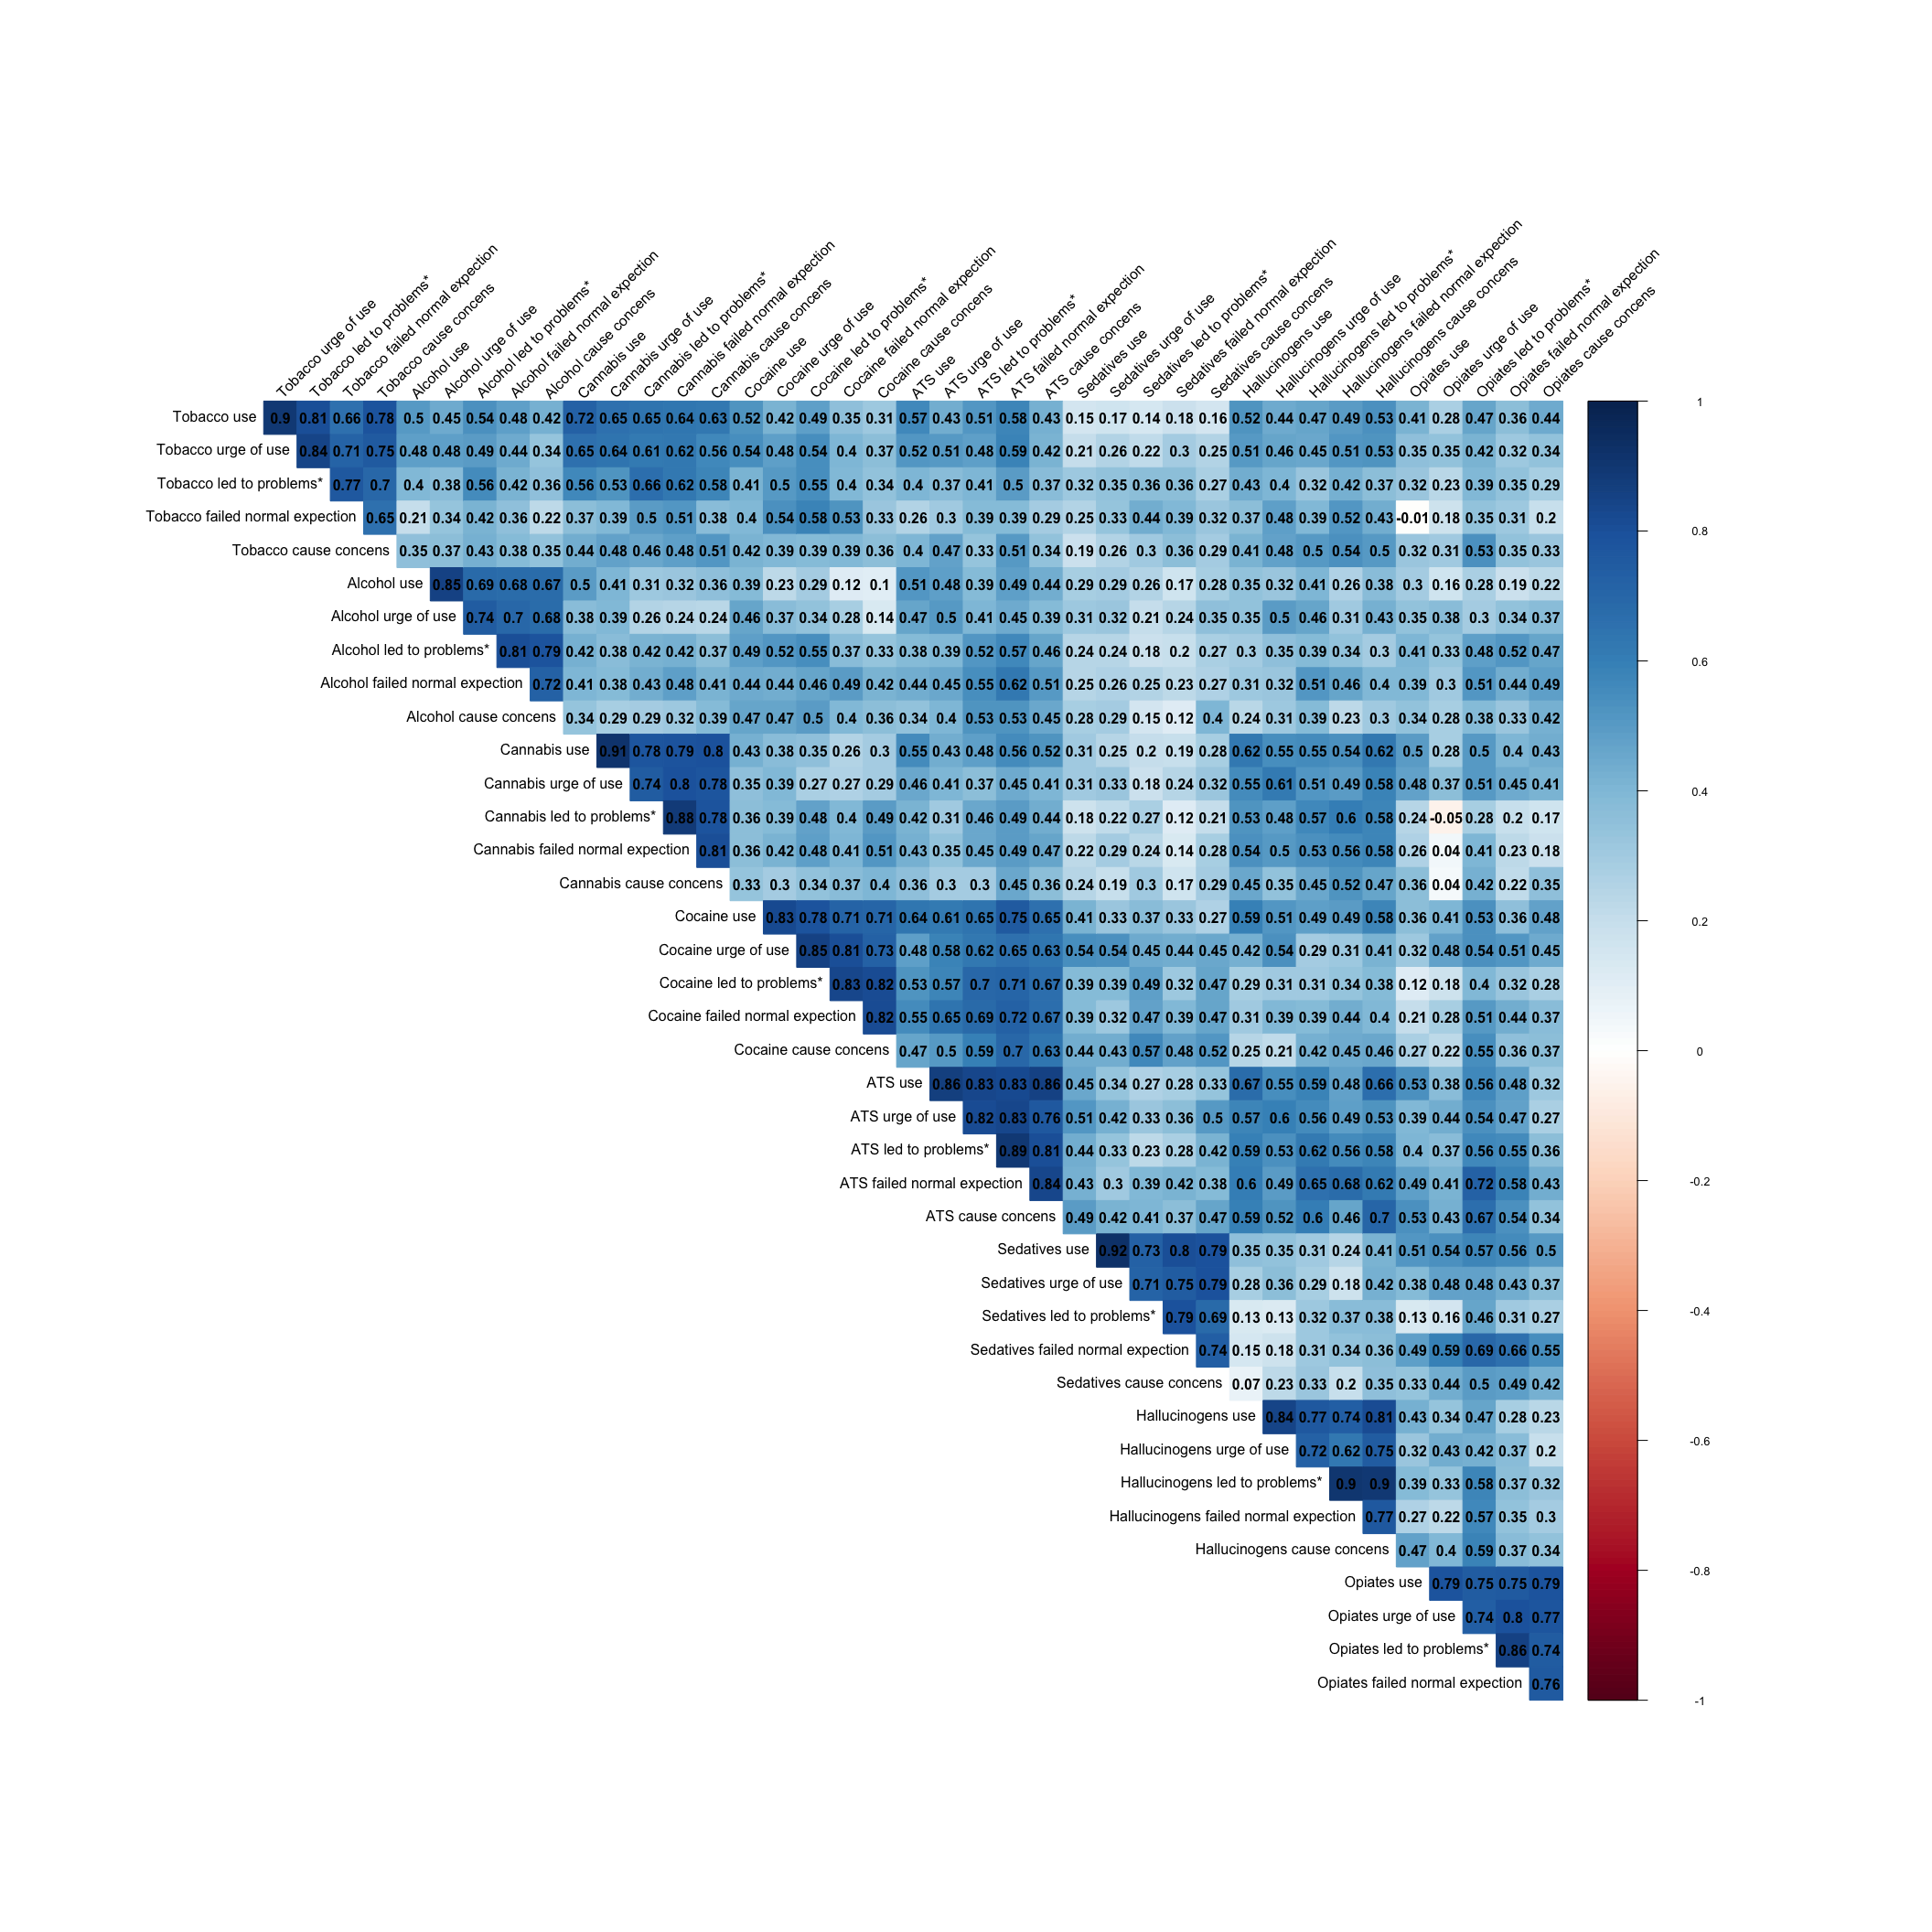 Tobacco urge of use
Tobacco led to problems*
Tobacco failed normal expection
Tobacco cause concens
Alcohol use
Alcohol urge of use
Alcohol led to problems*
Alcohol failed normal expection
Alcohol cause concens
Cannabis use
Cannabis urge of use
Cannabis led to problems*
Cannabis failed normal expection
Cannabis cause concens
Cocaine use
Cocaine urge of use
Cocaine led to problems*
Cocaine failed normal expection
Cocaine cause concens
ATS use
ATS urge of use
ATS led to problems*
ATS failed normal expection
ATS cause concens
Sedatives use
Sedatives urge of use
Sedatives led to problems*
Sedatives failed normal expection
Sedatives cause concens
Hallucinogens use
Hallucinogens urge of use
Hallucinogens led to problems*
Hallucinogens failed normal expection
Hallucinogens cause concens
Opiates use
Opiates urge of use
Opiates led to problems*
Opiates failed normal expection
Opiates cause concens
Tobacco use 0.9 0.81 0.66 0.78 0.5 0.45 0.54 0.48 0.42 0.72 0.65 0.65 0.64 0.63 0.52 0.42 0.49 0.35 0.31 0.57 0.43 0.51 0.58 0.43 0.15 0.17 0.14 0.18 0.16 0.52 0.44 0.47 0.49 0.53 0.41 0.28 0.47 0.36 0.44
Tobacco urge of use 0.84 0.71 0.75 0.48 0.48 0.49 0.44 0.34 0.65 0.64 0.61 0.62 0.56 0.54 0.48 0.54 0.4 0.37 0.52 0.51 0.48 0.59 0.42 0.21 0.26 0.22 0.3 0.25 0.51 0.46 0.45 0.51 0.53 0.35 0.35 0.42 0.32 0.34
Tobacco led to problems* 0.77 0.7 0.4 0.38 0.56 0.42 0.36 0.56 0.53 0.66 0.62 0.58 0.41 0.5 0.55 0.4 0.34 0.4 0.37 0.41 0.5 0.37 0.32 0.35 0.36 0.36 0.27 0.43 0.4 0.32 0.42 0.37 0.32 0.23 0.39 0.35 0.29
Tobacco failed normal expection 0.65 0.21 0.34 0.42 0.36 0.22 0.37 0.39 0.5 0.51 0.38 0.4 0.54 0.58 0.53 0.33 0.26 0.3 0.39 0.39 0.29 0.25 0.33 0.44 0.39 0.32 0.37 0.48 0.39 0.52 0.43 -0.01 0.18 0.35 0.31 0.2
Tobacco cause concens 0.35 0.37 0.43 0.38 0.35 0.44 0.48 0.46 0.48 0.51 0.42 0.39 0.39 0.39 0.36 0.4 0.47 0.33 0.51 0.34 0.19 0.26 0.3 0.36 0.29 0.41 0.48 0.5 0.54 0.5 0.32 0.31 0.53 0.35 0.33
Alcohol use 0.85 0.69 0.68 0.67 0.5 0.41 0.31 0.32 0.36 0.39 0.23 0.29 0.12 0.1 0.51 0.48 0.39 0.49 0.44 0.29 0.29 0.26 0.17 0.28 0.35 0.32 0.41 0.26 0.38 0.3 0.16 0.28 0.19 0.22
Alcohol urge of use 0.74 0.7 0.68 0.38 0.39 0.26 0.24 0.24 0.46 0.37 0.34 0.28 0.14 0.47 0.5 0.41 0.45 0.39 0.31 0.32 0.21 0.24 0.35 0.35 0.5 0.46 0.31 0.43 0.35 0.38 0.3 0.34 0.37
Alcohol led to problems* 0.81 0.79 0.42 0.38 0.42 0.42 0.37 0.49 0.52 0.55 0.37 0.33 0.38 0.39 0.52 0.57 0.46 0.24 0.24 0.18 0.2 0.27 0.3 0.35 0.39 0.34 0.3 0.41 0.33 0.48 0.52 0.47
Alcohol failed normal expection 0.72 0.41 0.38 0.43 0.48 0.41 0.44 0.44 0.46 0.49 0.42 0.44 0.45 0.55 0.62 0.51 0.25 0.26 0.25 0.23 0.27 0.31 0.32 0.51 0.46 0.4 0.39 0.3 0.51 0.44 0.49
Alcohol cause concens 0.34 0.29 0.29 0.32 0.39 0.47 0.47 0.5 0.4 0.36 0.34 0.4 0.53 0.53 0.45 0.28 0.29 0.15 0.12 0.4 0.24 0.31 0.39 0.23 0.3 0.34 0.28 0.38 0.33 0.42
Cannabis use 0.91 0.78 0.79 0.8 0.43 0.38 0.35 0.26 0.3 0.55 0.43 0.48 0.56 0.52 0.31 0.25 0.2 0.19 0.28 0.62 0.55 0.55 0.54 0.62 0.5 0.28 0.5 0.4 0.43
Cannabis urge of use 0.74 0.8 0.78 0.35 0.39 0.27 0.27 0.29 0.46 0.41 0.37 0.45 0.41 0.31 0.33 0.18 0.24 0.32 0.55 0.61 0.51 0.49 0.58 0.48 0.37 0.51 0.45 0.41
Cannabis led to problems* 0.88 0.78 0.36 0.39 0.48 0.4 0.49 0.42 0.31 0.46 0.49 0.44 0.18 0.22 0.27 0.12 0.21 0.53 0.48 0.57 0.6 0.58 0.24 -0.05 0.28 0.2 0.17
Cannabis failed normal expection 0.81 0.36 0.42 0.48 0.41 0.51 0.43 0.35 0.45 0.49 0.47 0.22 0.29 0.24 0.14 0.28 0.54 0.5 0.53 0.56 0.58 0.26 0.04 0.41 0.23 0.18
Cannabis cause concens 0.33 0.3 0.34 0.37 0.4 0.36 0.3 0.3 0.45 0.36 0.24 0.19 0.3 0.17 0.29 0.45 0.35 0.45 0.52 0.47 0.36 0.04 0.42 0.22 0.35
Cocaine use 0.83 0.78 0.71 0.71 0.64 0.61 0.65 0.75 0.65 0.41 0.33 0.37 0.33 0.27 0.59 0.51 0.49 0.49 0.58 0.36 0.41 0.53 0.36 0.48
Cocaine urge of use 0.85 0.81 0.73 0.48 0.58 0.62 0.65 0.63 0.54 0.54 0.45 0.44 0.45 0.42 0.54 0.29 0.31 0.41 0.32 0.48 0.54 0.51 0.45
Cocaine led to problems* 0.83 0.82 0.53 0.57 0.7 0.71 0.67 0.39 0.39 0.49 0.32 0.47 0.29 0.31 0.31 0.34 0.38 0.12 0.18 0.4 0.32 0.28
Cocaine failed normal expection 0.82 0.55 0.65 0.69 0.72 0.67 0.39 0.32 0.47 0.39 0.47 0.31 0.39 0.39 0.44 0.4 0.21 0.28 0.51 0.44 0.37
Cocaine cause concens 0.47 0.5 0.59 0.7 0.63 0.44 0.43 0.57 0.48 0.52 0.25 0.21 0.42 0.45 0.46 0.27 0.22 0.55 0.36 0.37
ATS use 0.86 0.83 0.83 0.86 0.45 0.34 0.27 0.28 0.33 0.67 0.55 0.59 0.48 0.66 0.53 0.38 0.56 0.48 0.32
ATS urge of use 0.82 0.83 0.76 0.51 0.42 0.33 0.36 0.5 0.57 0.6 0.56 0.49 0.53 0.39 0.44 0.54 0.47 0.27
ATS led to problems* 0.89 0.81 0.44 0.33 0.23 0.28 0.42 0.59 0.53 0.62 0.56 0.58 0.4 0.37 0.56 0.55 0.36
ATS failed normal expection 0.84 0.43 0.3 0.39 0.42 0.38 0.6 0.49 0.65 0.68 0.62 0.49 0.41 0.72 0.58 0.43
ATS cause concens 0.49 0.42 0.41 0.37 0.47 0.59 0.52 0.6 0.46 0.7 0.53 0.43 0.67 0.54 0.34
Sedatives use 0.92 0.73 0.8 0.79 0.35 0.35 0.31 0.24 0.41 0.51 0.54 0.57 0.56 0.5
Sedatives urge of use 0.71 0.75 0.79 0.28 0.36 0.29 0.18 0.42 0.38 0.48 0.48 0.43 0.37
Sedatives led to problems* 0.79 0.69 0.13 0.13 0.32 0.37 0.38 0.13 0.16 0.46 0.31 0.27
Sedatives failed normal expection 0.74 0.15 0.18 0.31 0.34 0.36 0.49 0.59 0.69 0.66 0.55
Sedatives cause concens 0.07 0.23 0.33 0.2 0.35 0.33 0.44 0.5 0.49 0.42
Hallucinogens use 0.84 0.77 0.74 0.81 0.43 0.34 0.47 0.28 0.23
Hallucinogens urge of use 0.72 0.62 0.75 0.32 0.43 0.42 0.37 0.2
Hallucinogens led to problems* 0.9 0.9 0.39 0.33 0.58 0.37 0.32
Hallucinogens failed normal expection 0.77 0.27 0.22 0.57 0.35 0.3
Hallucinogens cause concens 0.47 0.4 0.59 0.37 0.34
Opiates use 0.79 0.75 0.75 0.79
Opiates urge of use 0.74 0.8 0.77
Opiates led to problems* 0.86 0.74
Opiates failed normal expection 0.76
1
0.8
0.6
0.4
0.2
0
-0.2
-0.4
-0.6
-0.8
-1